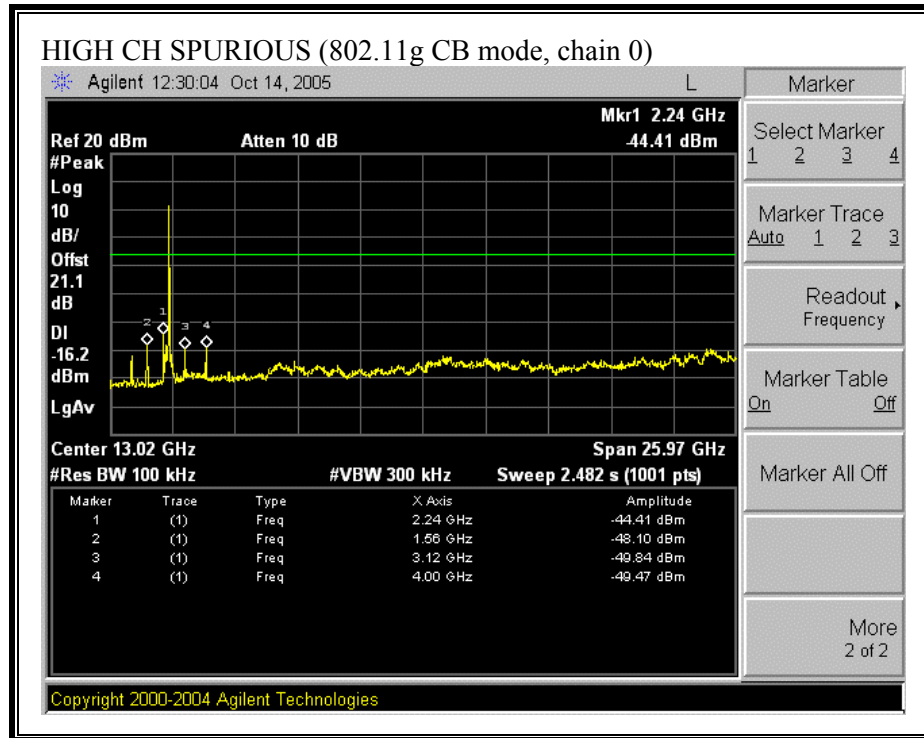 HIGH CH SPURIOUS (802.11g CB mode, chain 0)
Agilent 12:30:04 Oct 14, 2005 L
Mkr1 2.24 GHz
Ref 20 dBm Atten 10 dB -44.41 dBm
#Peak
Log
10
dB/
Offst
21.1
dB
DI
-16.2
dBm
LgAv
1
2 3 4
Center 13.02 GHz Span 25.97 GHz
#Res BW 100 kHz #VBW 300 kHz Sweep 2.482 s (1001 pts)
Marker Trace Type X Axis Amplitude
1 (1) Freq 2.24 GHz -44.41 dBm
2 (1) Freq 1.56 GHz -48.10 dBm
3 (1) Freq 3.12 GHz -49.84 dBm
4 (1) Freq 4.00 GHz -49.47 dBm
Copyright 2000-2004 Agilent Technologies
Marker
Select Marker
1 2 3 4
Marker Trace
Auto 1 2 3
Readout
Frequency
Marker Table
On Off
Marker All Off
More
2 of 2